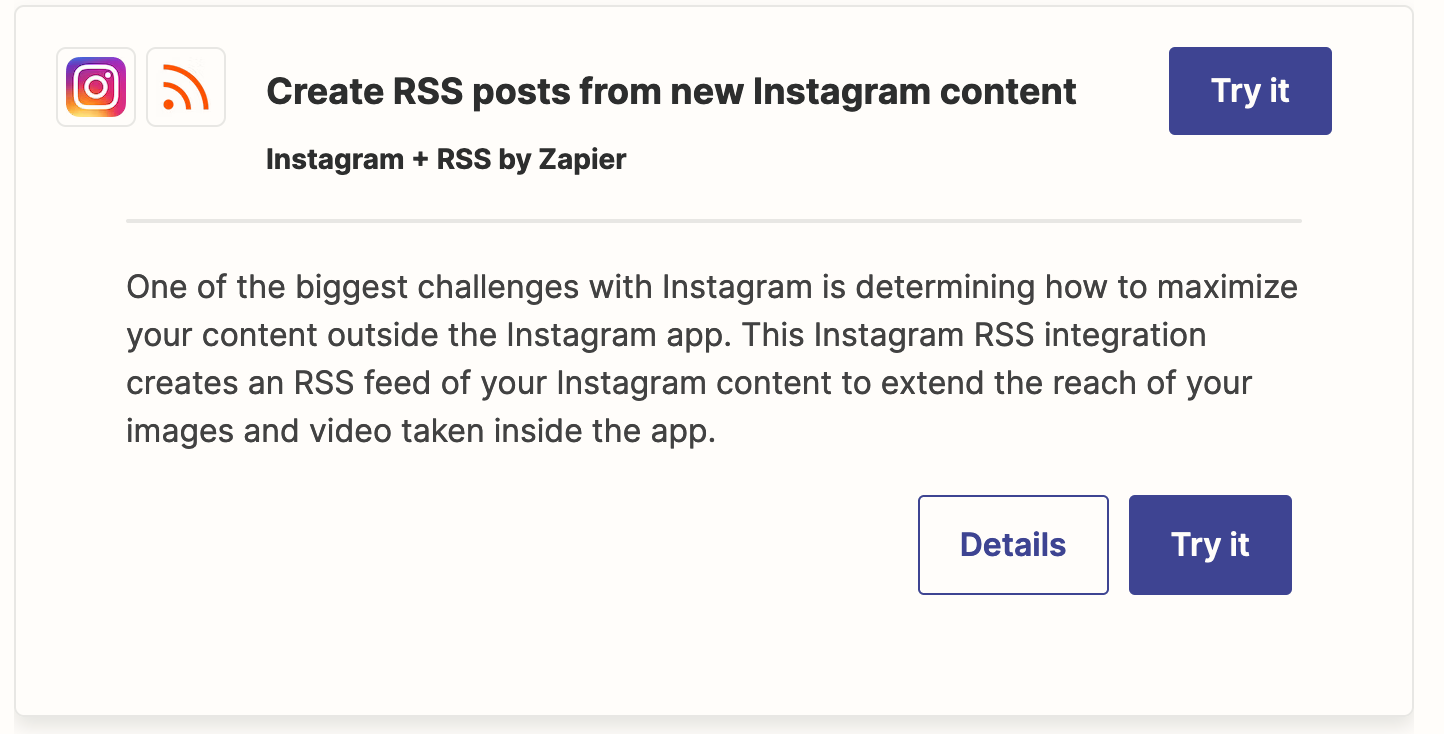 Create RSS posts from new Instagram content
Try it
Instagram + RSS by Zapier
One of the biggest challenges with Instagram is determining how to maximize
your content outside the Instagram app. This Instagram RSS integration
creates an RSS feed of your Instagram content to extend the reach of your
images and video taken inside the app.
Details
Try it